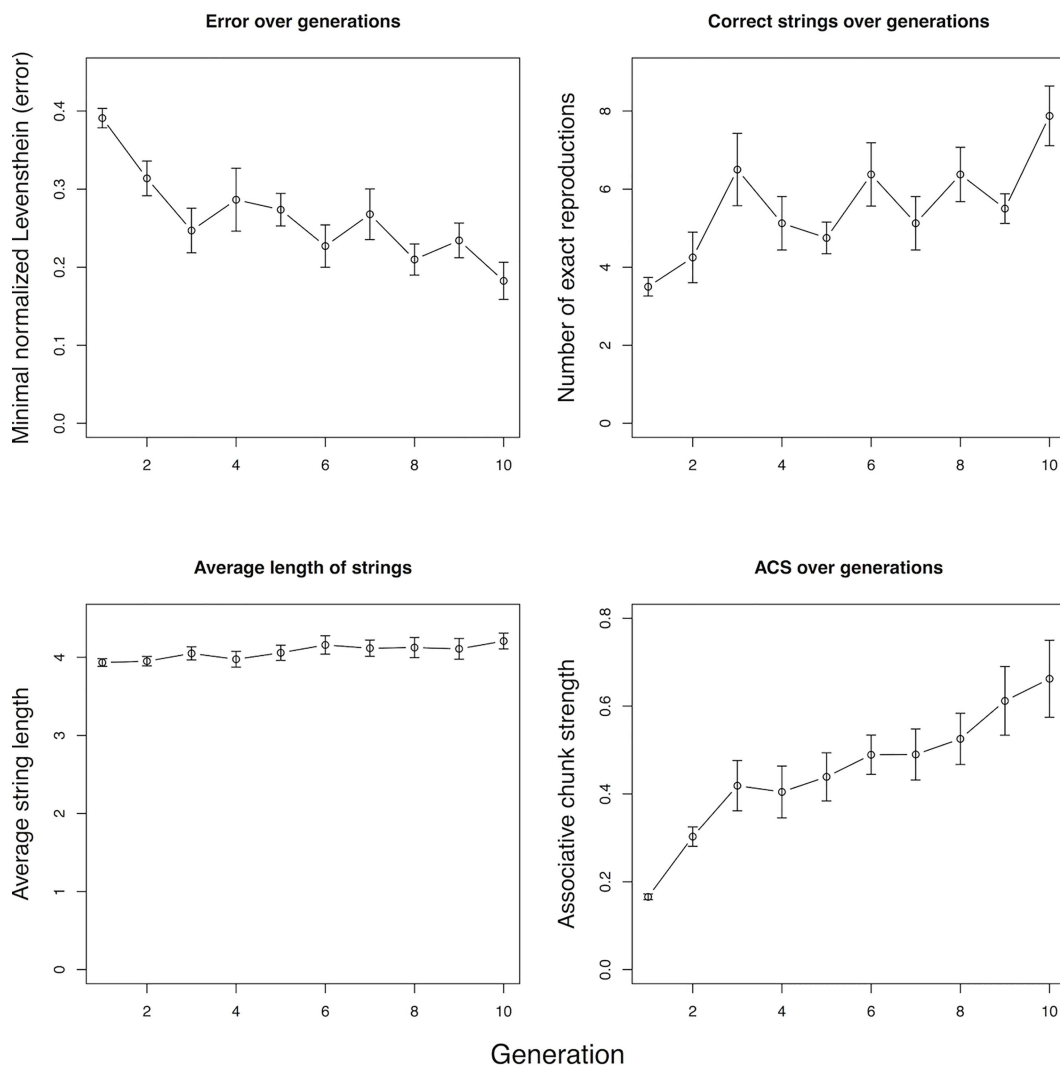 Error over generations
Correct strings over generations
Minimal normalized Levensthein (error)
0.4
0.3
0.2
0.1
0.0
2 4 6 8 10
Number of exact reproductions
8
6
4
2
0
2 4 6 8 10
Average length of strings
ACS over generations
Average string length
4
3
2
1
0
2 4 6 8 10
Associative chunk strength
0.8
0.6
0.4
0.2
0.0
2 4 6 8 10
Generation